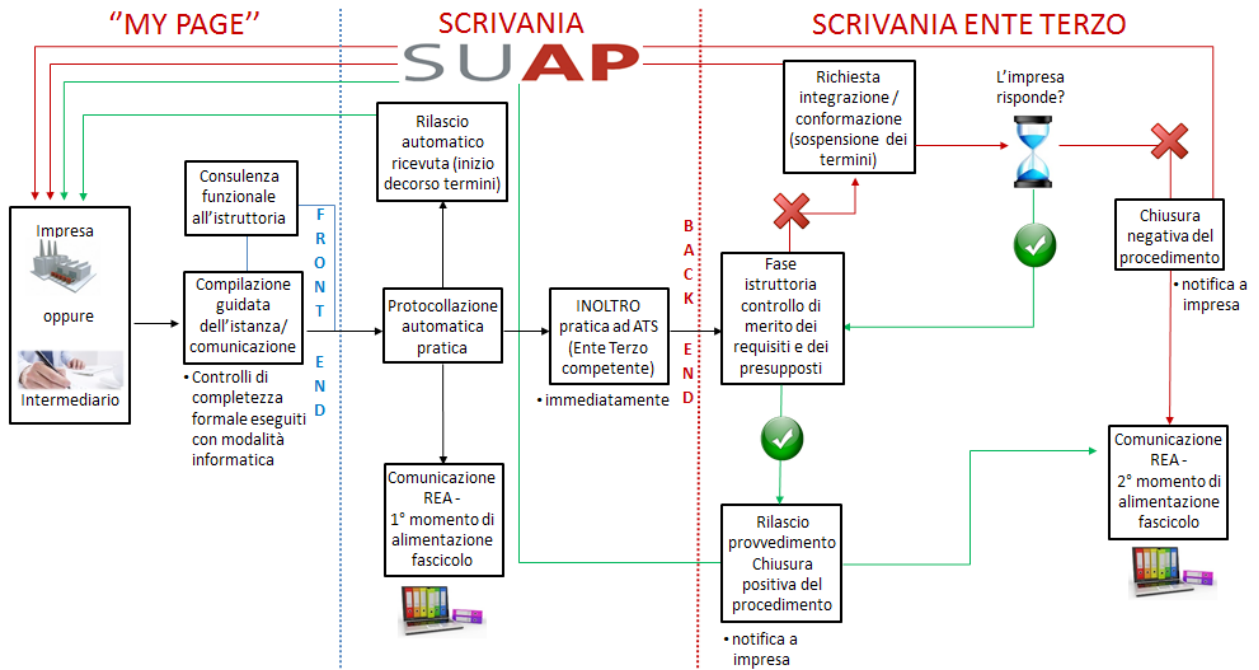 "MY PAGE"
SCRIVANIA
SCRIVANIA ENTE TERZO
SUAP
Impresa
oppure
Intermediario
Consulenza
funzionale
all'istruttoria
Compilazione
guidata
dell'istanza/
comunicazione
• Controlli di
completezza
formale eseguiti
con modalità
informatica
FRONT END
Rilascio
automatico
ricevuta (inizio
decorso termini)
Protocollazione
automatica
pratica
Comunicazione
REA -
1° momento di
alimentazione
fascicolo
INOLTRO
pratica ad ATS
(Ente Terzo
competente)
• immediatamente
BACK END
Richiesta
integrazione /
conformazione
(sospensione dei
termini)
L'impresa
risponde?
Fase
istruttoria
controllo di
merito dei
requisiti e dei
presupposti
Chiusura
negativa del
procedimento
• notifica a
impresa
Rilascio
provvedimento
Chiusura
positiva del
procedimento
• notifica a
impresa
Comunicazione
REA -
2° momento di
alimentazione
fascicolo